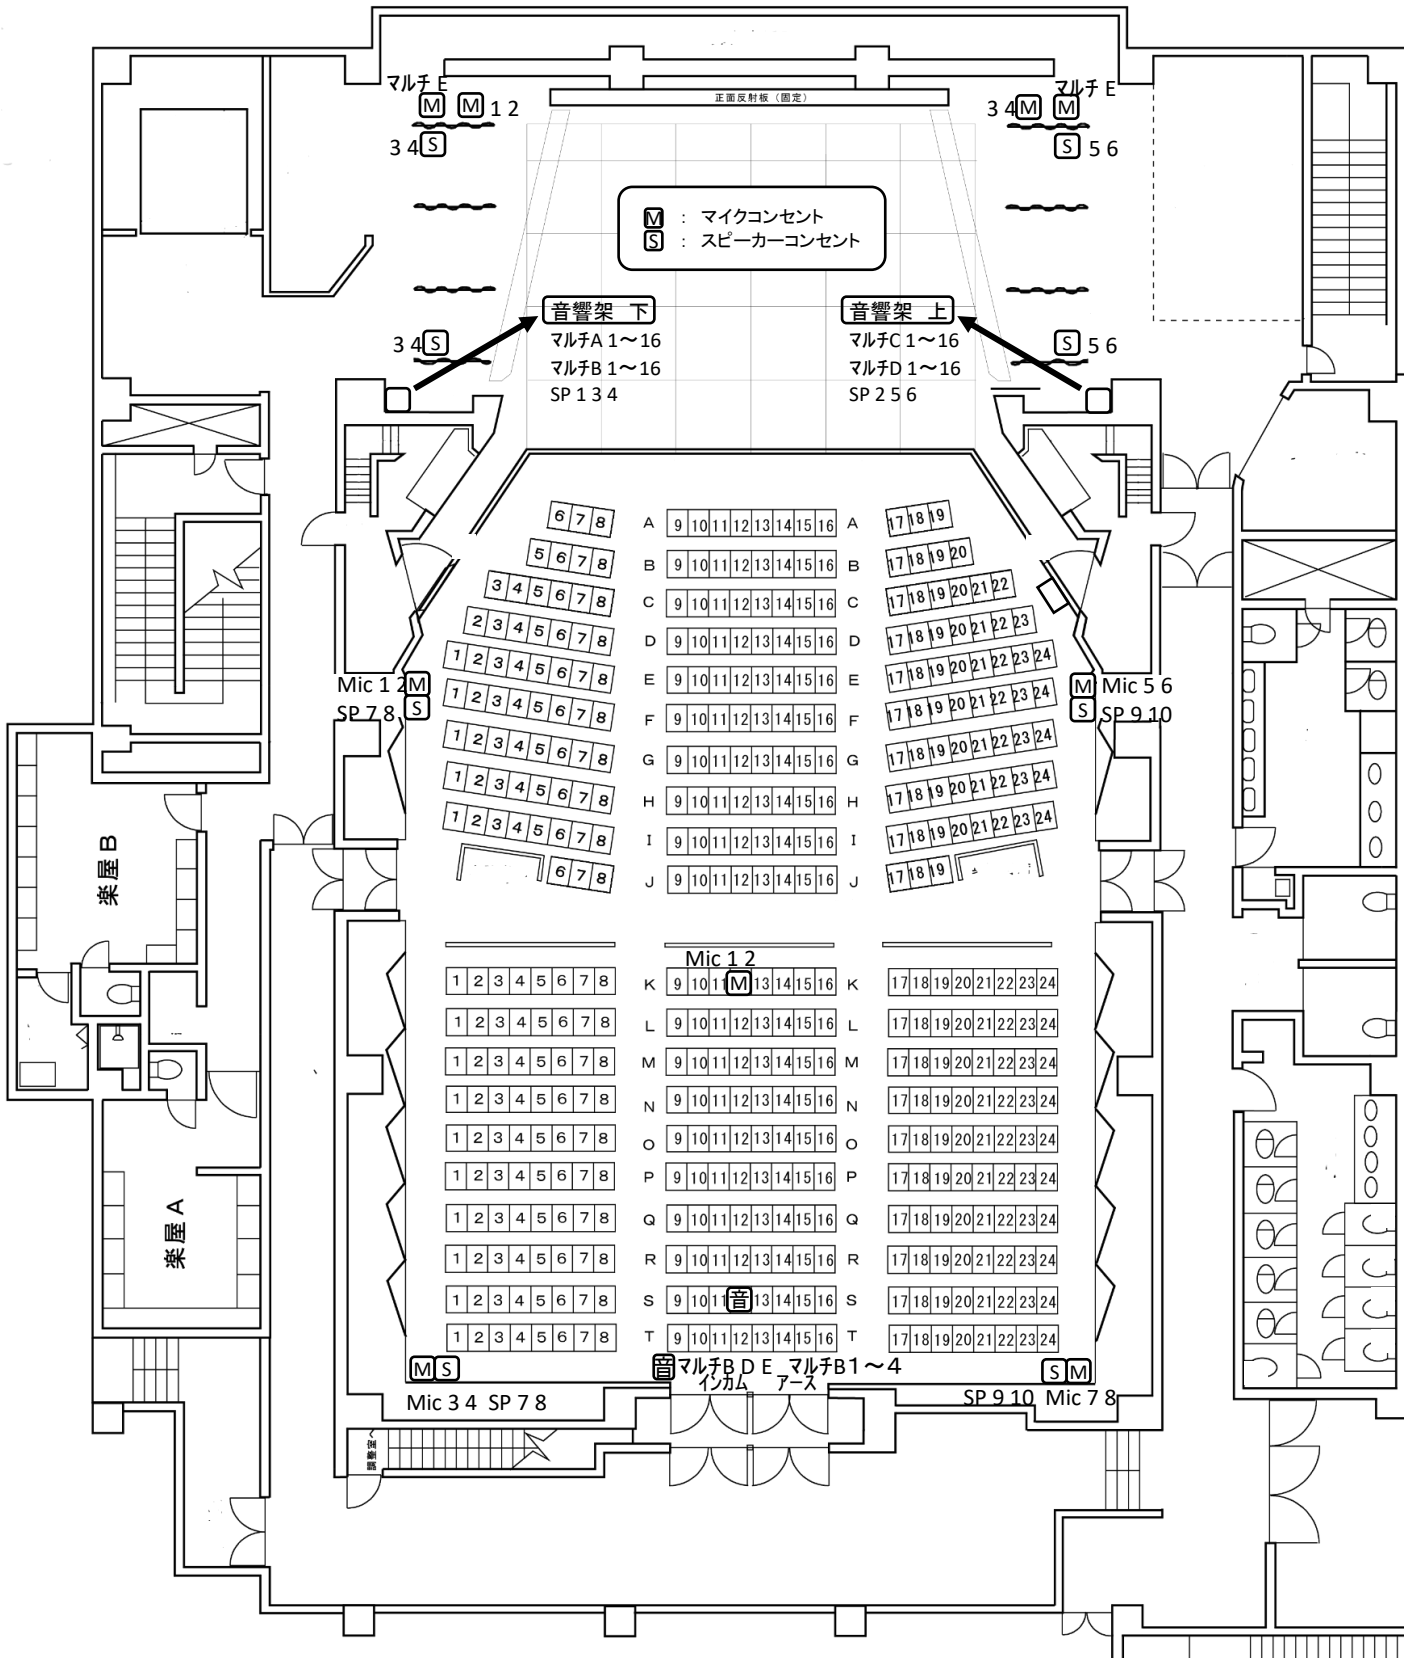 正面反射板（固定）
マルチ E
M M 1 2
3 4 S
マルチ E
3 4 M M
S 5 6
M : マイクコンセント
S : スピーカーコンセント
音響架 下
マルチA 1～16
マルチB 1～16
SP 1 3 4
音響架 上
マルチC 1～16
マルチD 1～16
SP 2 5 6
3 4 S
S 5 6
6 7 8 A 9 10 11 12 13 14 15 16 A 17 18 19
5 6 7 8 B 9 10 11 12 13 14 15 16 B 17 18 19 20
3 4 5 6 7 8 C 9 10 11 12 13 14 15 16 C 17 18 19 20 21 22
2 3 4 5 6 7 8 D 9 10 11 12 13 14 15 16 D 17 18 19 20 21 22 23
1 2 3 4 5 6 7 8 E 9 10 11 12 13 14 15 16 E 17 18 19 20 21 22 23 24
Mic 1 2 M
SP 7 8 S
M Mic 5 6
S SP 9 10
1 2 3 4 5 6 7 8 F 9 10 11 12 13 14 15 16 F 17 18 19 20 21 22 23 24
1 2 3 4 5 6 7 8 G 9 10 11 12 13 14 15 16 G 17 18 19 20 21 22 23 24
1 2 3 4 5 6 7 8 H 9 10 11 12 13 14 15 16 H 17 18 19 20 21 22 23 24
1 2 3 4 5 6 7 8 I 9 10 11 12 13 14 15 16 I 17 18 19 20 21 22 23 24
6 7 8 J 9 10 11 12 13 14 15 16 J 17 18 19
楽屋 B
Mic 1 2
1 2 3 4 5 6 7 8 K 9 10 11 M 13 14 15 16 K 17 18 19 20 21 22 23 24
1 2 3 4 5 6 7 8 L 9 10 11 12 13 14 15 16 L 17 18 19 20 21 22 23 24
1 2 3 4 5 6 7 8 M 9 10 11 12 13 14 15 16 M 17 18 19 20 21 22 23 24
1 2 3 4 5 6 7 8 N 9 10 11 12 13 14 15 16 N 17 18 19 20 21 22 23 24
1 2 3 4 5 6 7 8 O 9 10 11 12 13 14 15 16 O 17 18 19 20 21 22 23 24
1 2 3 4 5 6 7 8 P 9 10 11 12 13 14 15 16 P 17 18 19 20 21 22 23 24
1 2 3 4 5 6 7 8 Q 9 10 11 12 13 14 15 16 Q 17 18 19 20 21 22 23 24
1 2 3 4 5 6 7 8 R 9 10 11 12 13 14 15 16 R 17 18 19 20 21 22 23 24
1 2 3 4 5 6 7 8 S 9 10 11 音 13 14 15 16 S 17 18 19 20 21 22 23 24
1 2 3 4 5 6 7 8 T 9 10 11 12 13 14 15 16 T 17 18 19 20 21 22 23 24
楽屋 A
M S
Mic 3 4 SP 7 8
音 マルチB D E マルチB1～4
インカム アース
S M
SP 9 10 Mic 7 8
調整室へ